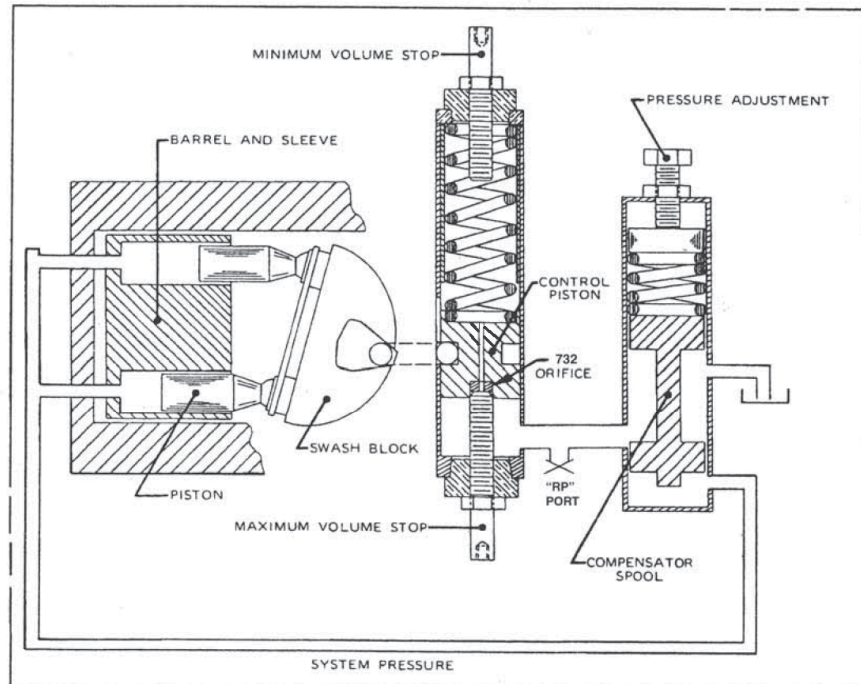 MINIMUM VOLUME STOP
PRESSURE ADJUSTMENT
BARREL AND SLEEVE
CONTROL
PISTON
732
ORIFICE
SWASH BLOCK
PISTON
"RP"
PORT
MAXIMUM VOLUME STOP
COMPENSATOR
SPOOL
SYSTEM PRESSURE